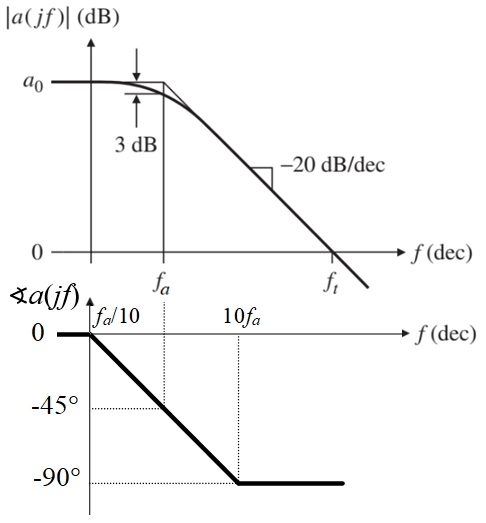 |a(jf)| (dB)
a₀
3 dB
−20 dB/dec
0
f (dec)
fₐ
fₜ
∡a(jf)
fₐ/10
10fₐ
0
f (dec)
-45°
-90°